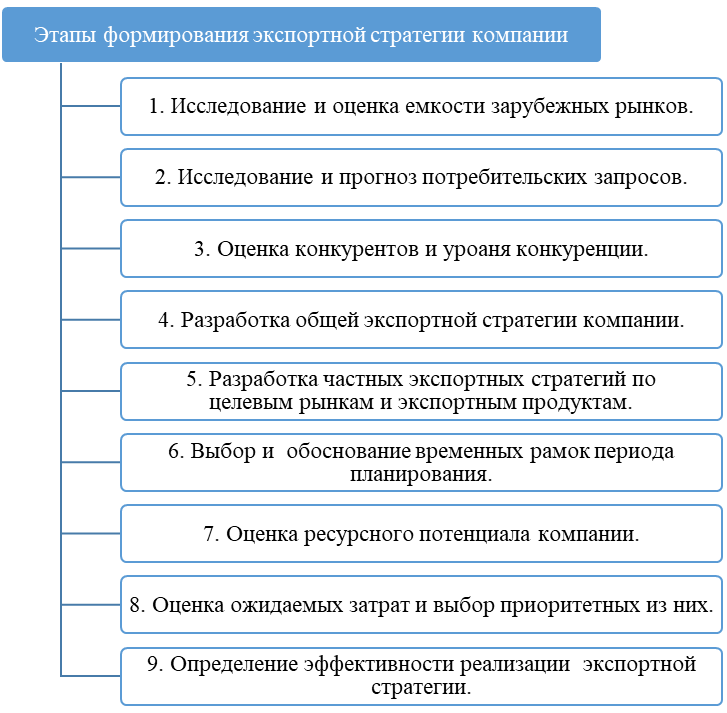 Этапы формирования экспортной стратегии компании
1. Исследование и оценка емкости зарубежных рынков.
2. Исследование и прогноз потребительских запросов.
3. Оценка конкурентов и уроаня конкуренции.
4. Разработка общей экспортной стратегии компании.
5. Разработка частных экспортных стратегий по
целевым рынкам и экспортным продуктам.
6. Выбор и  обоснование временных рамок периода
планирования.
7. Оценка ресурсного потенциала компании.
8. Оценка ожидаемых затрат и выбор приоритетных из них.
9. Определение эффективности реализации  экспортной
стратегии.